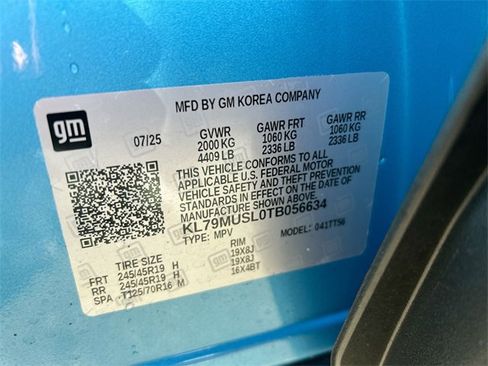 MFD BY GM KOREA COMPANY
gm
07/25 GVWR GAWR FRT GAWR RR
2000 KG 1060 KG 1060 KG
4409 LB 2336 LB 2336 LB
THIS VEHICLE CONFORMS TO ALL
APPLICABLE U.S. FEDERAL MOTOR
VEHICLE SAFETY AND THEFT PREVENTION
STANDARDS IN EFFECT ON THE DATE OF
MANUFACTURE SHOWN ABOVE.
KL79MUSL0TB056634
TYPE: MPV MODEL: 041TT56
TIRE SIZE RIM
FRT 245/45R19 H 19X8J
RR 245/45R19 H 19X8J
SPA T125/70R16 M 16X4BT